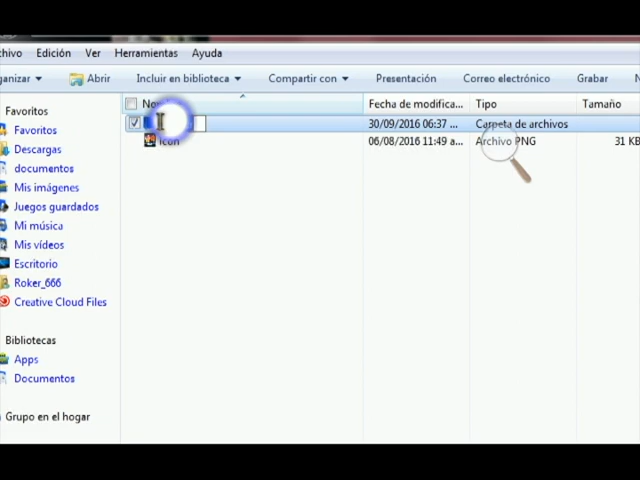 chivo Edición Ver Herramientas Ayuda
ganizar Abrir Incluir en biblioteca Compartir con Presentación Correo electrónico Grabar N
Favoritos
Favoritos
Descargas
documentos
Mis imágenes
Juegos guardados
Mi música
Mis vídeos
Escritorio
Roker_666
Creative Cloud Files
Bibliotecas
Apps
Documentos
Grupo en el hogar
No Fecha de modifica... Tipo Tamaño
30/09/2016 06:37 ... Carpeta de archivos
Icon 06/08/2016 11:49 a... Archivo PNG 31 KB